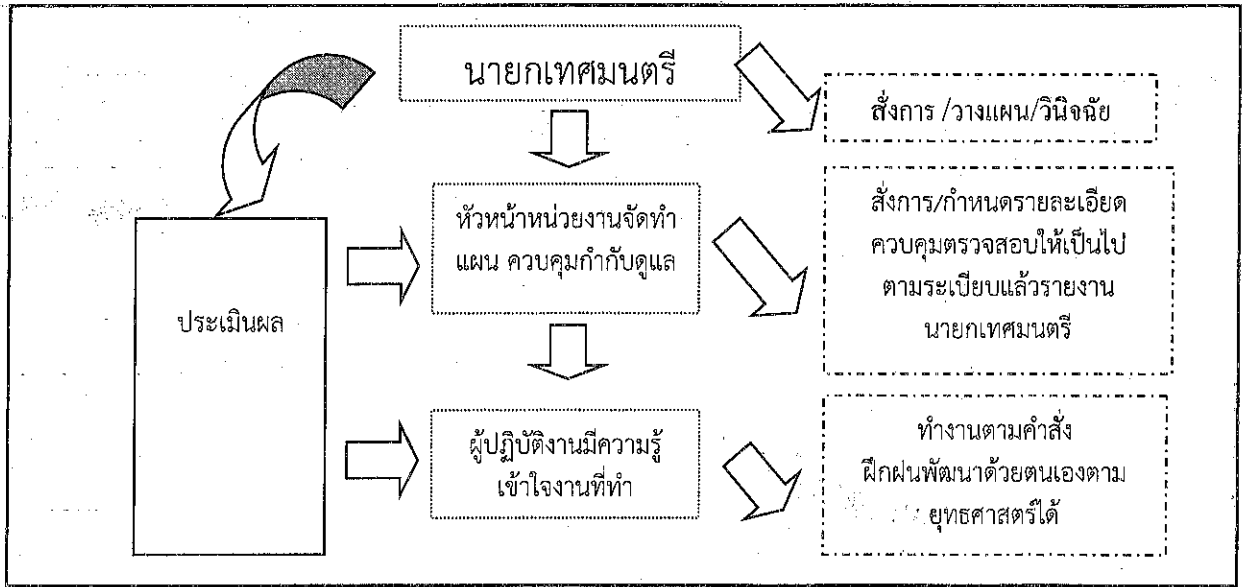 นายกเทศมนตรี
สั่งการ /วางแผน/วินิจฉัย
หัวหน้าหน่วยงานจัดทำ
แผน ควบคุมกำกับดูแล
สั่งการ/กำหนดรายละเอียด
ควบคุมตรวจสอบให้เป็นไป
ตามระเบียบแล้วรายงาน
นายกเทศมนตรี
ประเมินผล
ผู้ปฏิบัติงานมีความรู้
เข้าใจงานที่ทำ
ทำงานตามคำสั่ง
ฝึกฝนพัฒนาด้วยตนเองตาม
ยุทธศาสตร์ได้